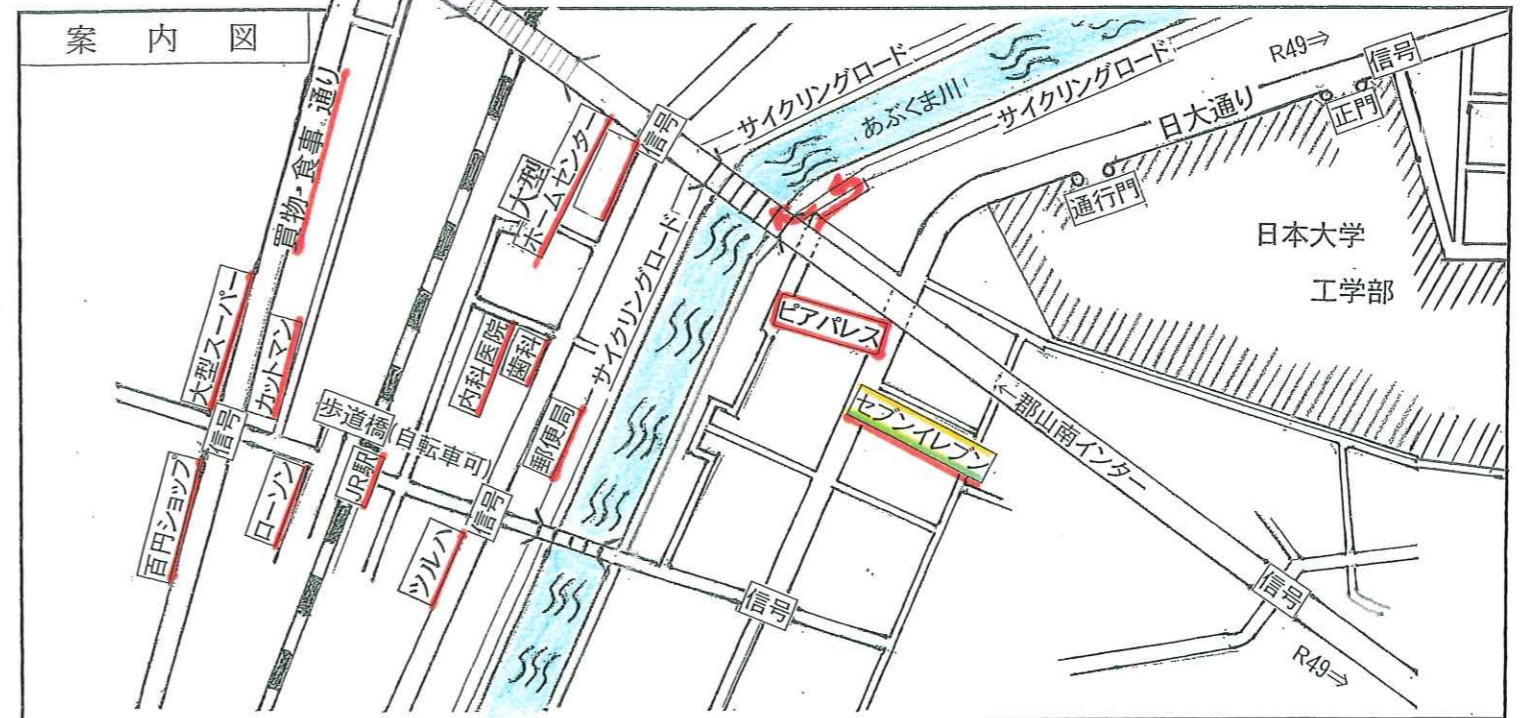 案 内 図
買物・食事 通り
大型
ホームセンター
信号
サイクリングロード
あぶくま川
サイクリングロード
R49⇒
信号
日大通り
正門
通行門
日本大学
工学部
サイクリングロード
ピアパレス
大型スーパー
カットマン
内科医院
歯科
郵便局
セブンイレブン
←郡山南インター
信号
歩道橋(自転車可)
JR駅
百円ショップ
ローソン
ツルハ
信号
信号
信号
R49⇒